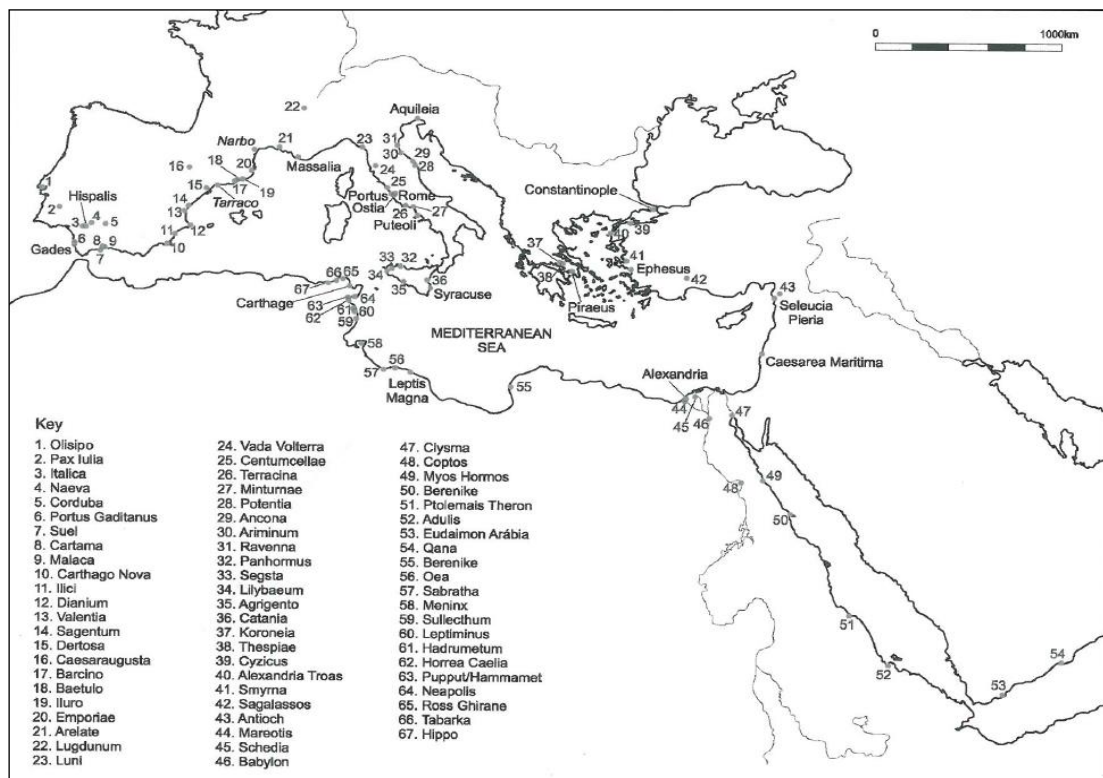 0 1000km
Aquileia
22
Narbo
21
23
31
30
29
28
Massalia
18
20
16
24
Constantinople
1
Hispalis
15
17
19
25
Portus
Rome
Ostia
2
4
Tarraco
14
13
26
27
Puteoli
37
40
39
3
5
12
11
Gades
6
8
9
10
7
33
32
41
38
Ephesus
42
43
66
65
34
36
67
35
Syracuse
Piraeus
Seleucia
Pieria
Carthage
63
64
62
61
60
59
MEDITERRANEAN
SEA
58
Caesarea Maritima
56
Alexandria
57
Leptis
Magna
55
44
45
46
47
48
49
50
51
52
53
54
Key
1. Olisipo
2. Pax Iulia
3. Italica
4. Naeva
5. Corduba
6. Portus Gaditanus
7. Suel
8. Cartama
9. Malaca
10. Carthago Nova
11. Ilici
12. Dianium
13. Valentia
14. Sagentum
15. Dertosa
16. Caesaraugusta
17. Barcino
18. Baetulo
19. Iluro
20. Emporiae
21. Arelate
22. Lugdunum
23. Luni
24. Vada Volterra
25. Centumcellae
26. Terracina
27. Minturnae
28. Potentia
29. Ancona
30. Ariminum
31. Ravenna
32. Panhormus
33. Segsta
34. Lilybaeum
35. Agrigento
36. Catania
37. Koroneia
38. Thespiae
39. Cyzicus
40. Alexandria Troas
41. Smyrna
42. Sagalassos
43. Antioch
44. Mareotis
45. Schedia
46. Babylon
47. Clysma
48. Coptos
49. Myos Hormos
50. Berenike
51. Ptolemais Theron
52. Adulis
53. Eudaimon Arábia
54. Qana
55. Berenike
56. Oea
57. Sabratha
58. Meninx
59. Sullecthum
60. Leptiminus
61. Hadrumetum
62. Horrea Caelia
63. Pupput/Hammamet
64. Neapolis
65. Ross Ghirane
66. Tabarka
67. Hippo